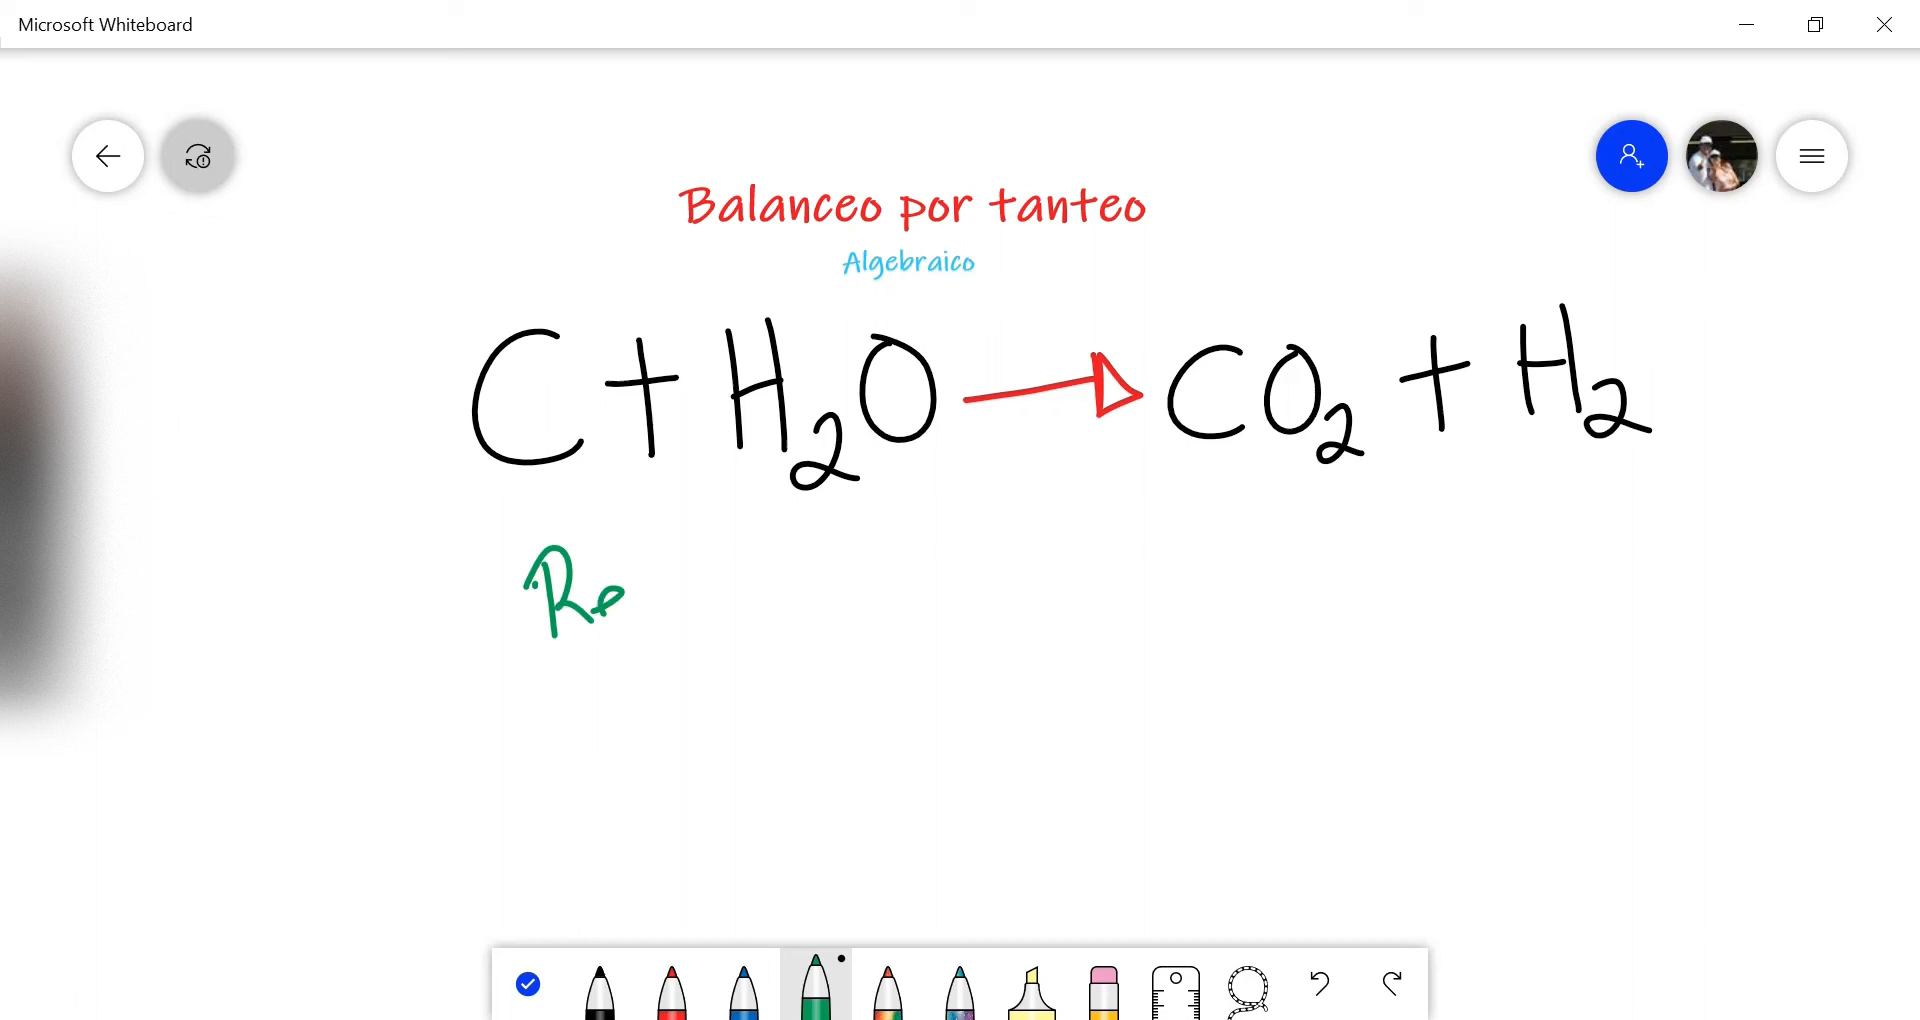 Microsoft Whiteboard
Balanceo por tanteo
Algebraico
C + H₂O → CO₂ + H₂
Re